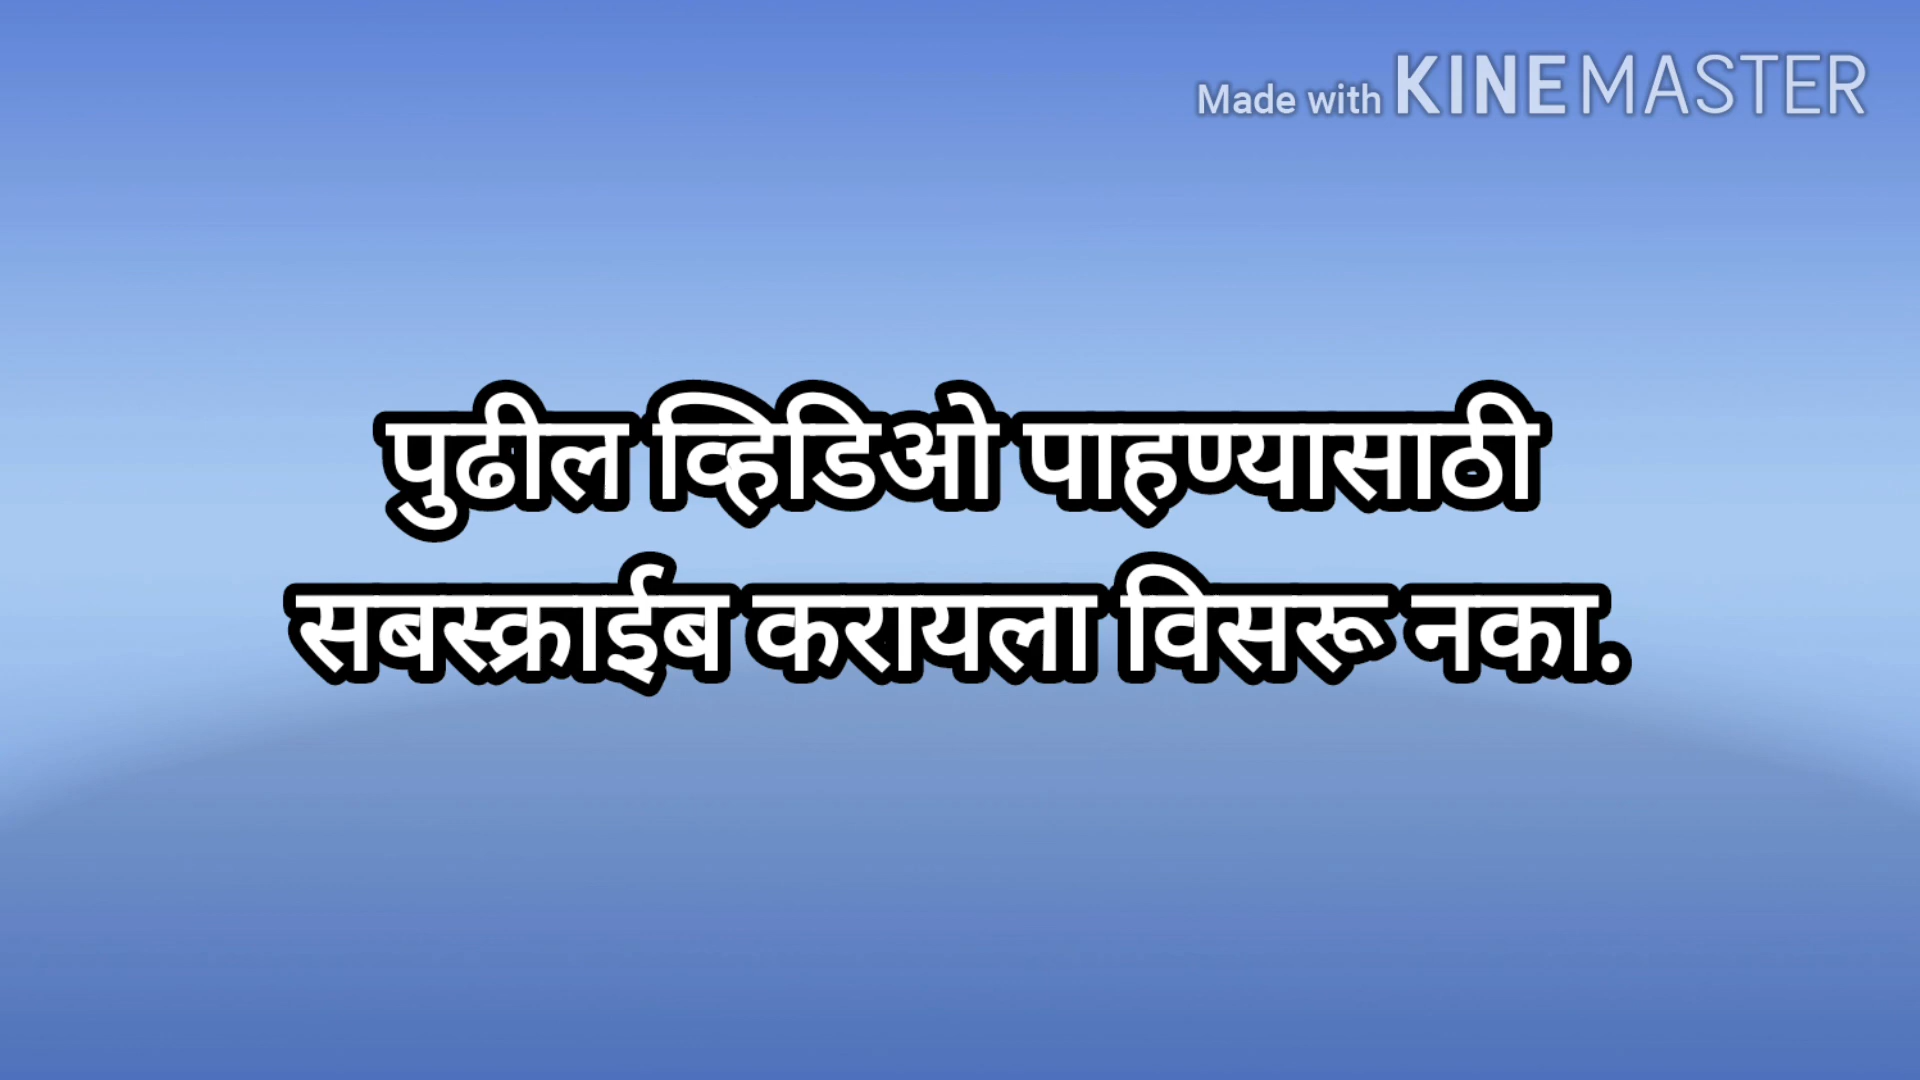 Made with KINEMASTER
पुढील व्हिडिओ पाहण्यासाठी
सबस्क्राईब करायला विसरू नका.